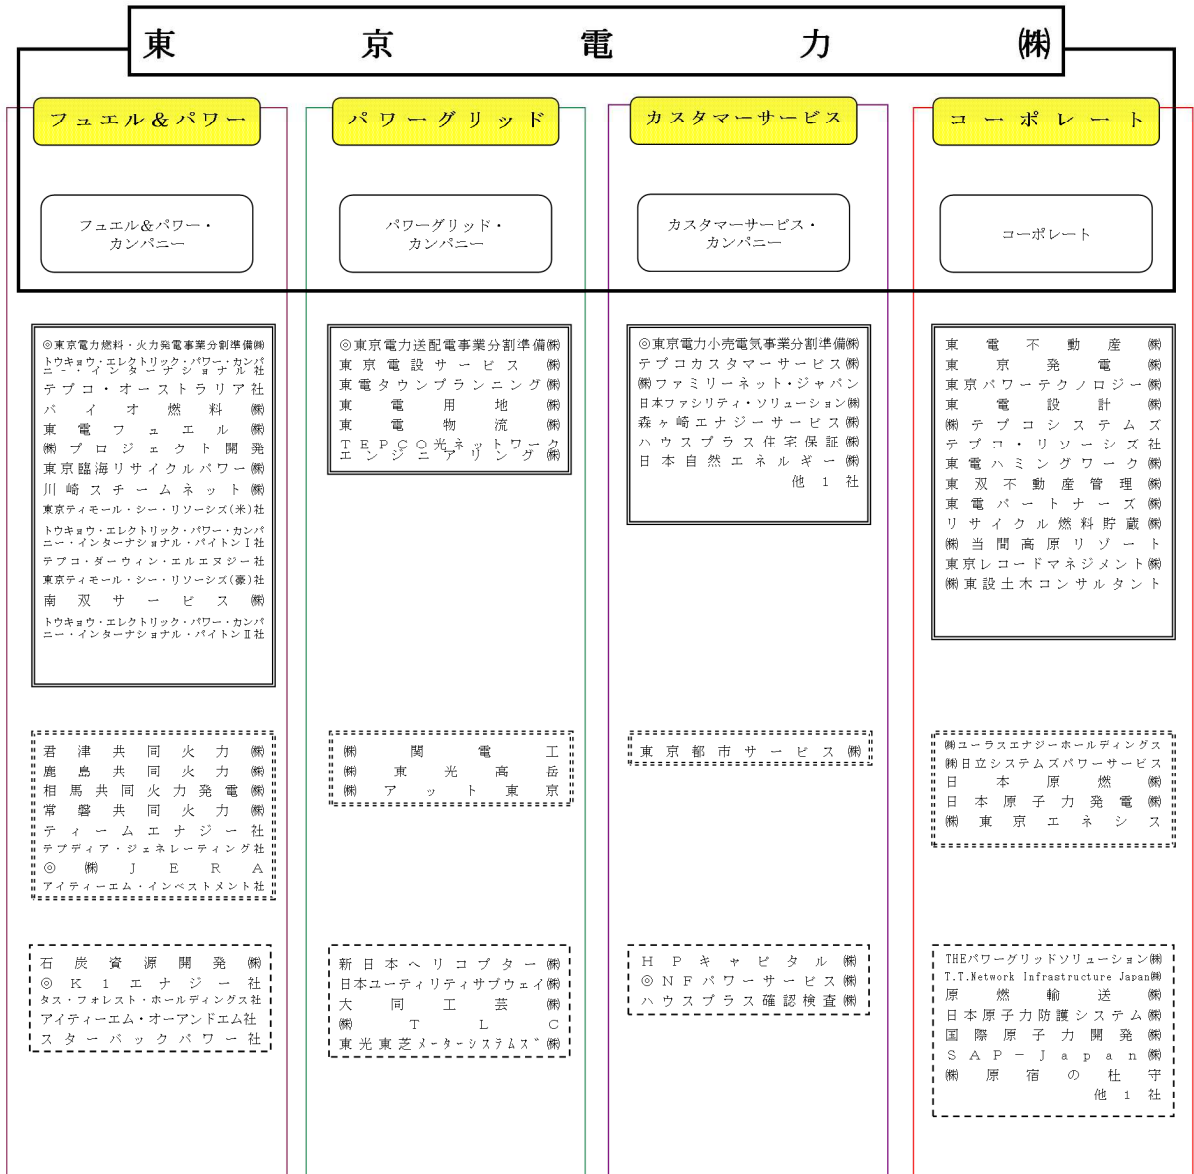 東京電力㈱
フュエル&パワー
フュエル&パワー・
カンパニー
◎東京電力燃料・火力発電事業分割準備㈱
トウキョウ・エレクトリック・パワー・カンパ
ニー・インターナショナル社
テプコ・オーストラリア社
バイオ燃料㈱
東電フュエル㈱
㈱プロジェクト開発
東京臨海リサイクルパワー㈱
川崎スチームネット㈱
東京ティモール・シー・リソーシズ(米)社
トウキョウ・エレクトリック・パワー・カンパ
ニー・インターナショナル・パイトンⅠ社
テプコ・ダーウィン・エルエヌジー社
東京ティモール・シー・リソーシズ(豪)社
南双サービス㈱
トウキョウ・エレクトリック・パワー・カンパ
ニー・インターナショナル・パイトンⅡ社
君津共同火力㈱
鹿島共同火力㈱
相馬共同火力発電㈱
常磐共同火力㈱
ティームエナジー社
テプディア・ジェネレーティング社
◎㈱JERA
アイティーエム・インベストメント社
石炭資源開発㈱
◎K1エナジー社
タス・フォレスト・ホールディングス社
アイティーエム・オーアンドエム社
スターバックパワー社
パワーグリッド
パワーグリッド・
カンパニー
◎東京電力送配電事業分割準備㈱
東京電設サービス㈱
東電タウンプランニング㈱
東電用地㈱
東電物流㈱
TEPCO光ネットワーク
エンジニアリング㈱
㈱関電工
㈱東光高岳
㈱アット東京
新日本ヘリコプター㈱
日本ユーティリティサブウェイ㈱
大同工芸㈱
㈱TLC
東光東芝メーターシステムズ㈱
カスタマーサービス
カスタマーサービス・
カンパニー
◎東京電力小売電気事業分割準備㈱
テプコカスタマーサービス㈱
㈱ファミリーネット・ジャパン
日本ファシリティ・ソリューション㈱
森ヶ崎エナジーサービス㈱
ハウスプラス住宅保証㈱
日本自然エネルギー㈱
他1社
東京都市サービス㈱
HPキャピタル㈱
◎NFパワーサービス㈱
ハウスプラス確認検査㈱
コーポレート
コーポレート
東電不動産㈱
東京発電㈱
東京パワーテクノロジー㈱
東電設計㈱
㈱テプコシステムズ
テプコ・リソーシズ社
東電ハミングワーク㈱
東双不動産管理㈱
東電パートナーズ㈱
リサイクル燃料貯蔵㈱
㈱当間高原リゾート
東京レコードマネジメント㈱
㈱東設土木コンサルタント
㈱ユーラスエナジーホールディングス
㈱日立システムズパワーサービス
日本原燃㈱
日本原子力発電㈱
㈱東京エネシス
THEパワーグリッドソリューション㈱
T.T.Network Infrastructure Japan㈱
原燃輸送㈱
日本原子力防護システム㈱
国際原子力開発㈱
SAP－Japan㈱
㈱原宿の杜守
他1社